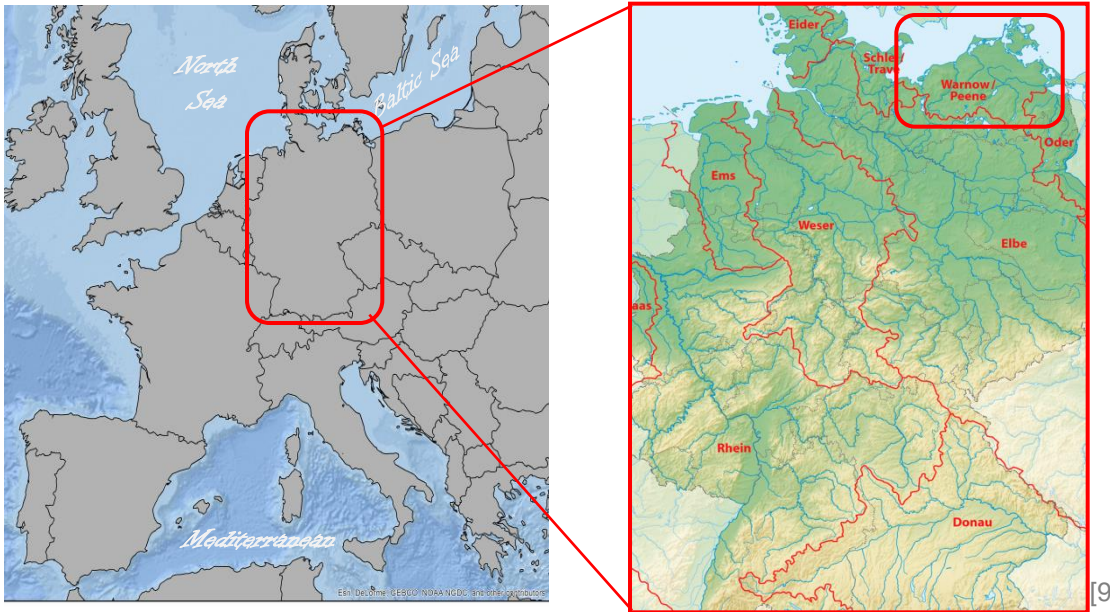 North
Sea
Baltic Sea
Mediterranean
Esri, DeLorme, GEBCO, NOAA NGDC, and other contributors
Eider
Schlei/
Trave
Warnow/
Peene
Oder
Ems
Weser
Elbe
aas
Rhein
Donau
[9